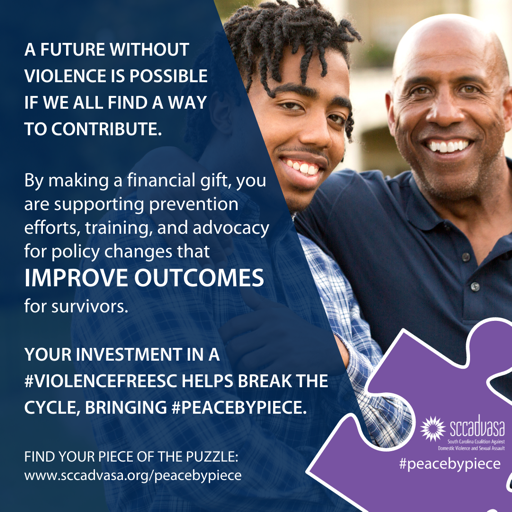 A FUTURE WITHOUT
VIOLENCE IS POSSIBLE
IF WE ALL FIND A WAY
TO CONTRIBUTE.
By making a financial gift, you
are supporting prevention
efforts, training, and advocacy
for policy changes that
IMPROVE OUTCOMES
for survivors.
YOUR INVESTMENT IN A
#VIOLENCEFREESC HELPS BREAK THE
CYCLE, BRINGING #PEACEBYPIECE.
FIND YOUR PIECE OF THE PUZZLE:
www.sccadvasa.org/peacebypiece
sccadvasa
South Carolina Coalition Against
Domestic Violence and Sexual Assault
#peacebypiece